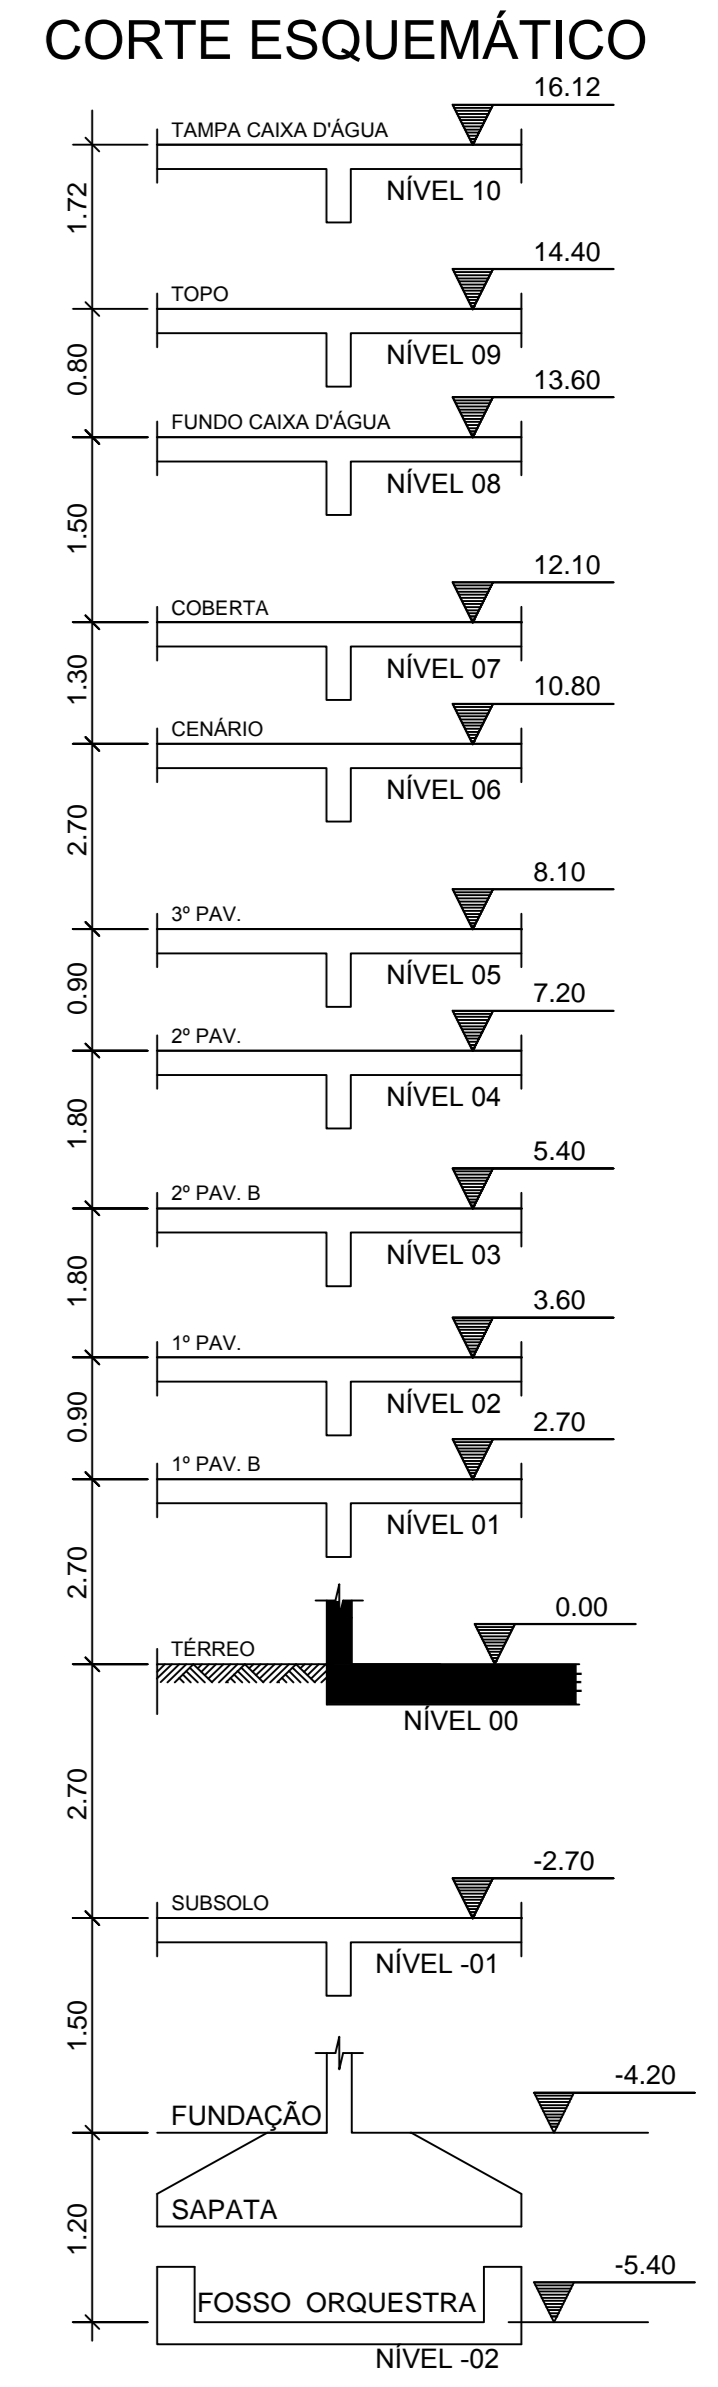 CORTE ESQUEMÁTICO
16.12
TAMPA CAIXA D'ÁGUA
NÍVEL 10
1.72
14.40
TOPO
NÍVEL 09
0.80
13.60
FUNDO CAIXA D'ÁGUA
NÍVEL 08
1.50
12.10
COBERTA
NÍVEL 07
1.30
10.80
CENÁRIO
NÍVEL 06
2.70
8.10
3º PAV.
NÍVEL 05
0.90
7.20
2º PAV.
NÍVEL 04
1.80
5.40
2º PAV. B
NÍVEL 03
1.80
3.60
1º PAV.
NÍVEL 02
0.90
2.70
1º PAV. B
NÍVEL 01
2.70
0.00
TÉRREO
NÍVEL 00
2.70
-2.70
SUBSOLO
NÍVEL -01
1.50
-4.20
FUNDAÇÃO
SAPATA
1.20
-5.40
FOSSO ORQUESTRA
NÍVEL -02